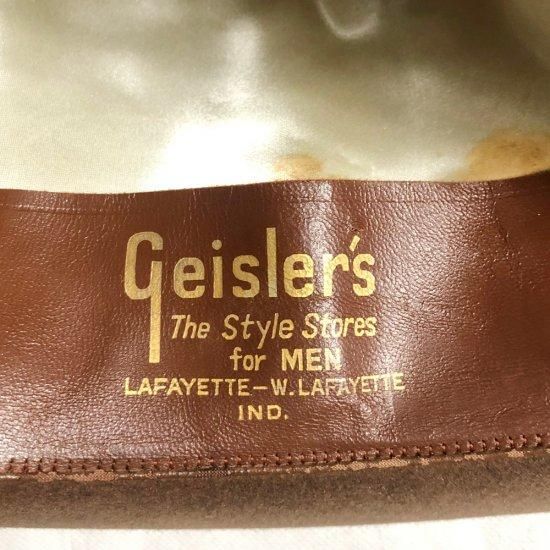 Geisler's
The Style Stores
for MEN
LAFAYETTE-W. LAFAYETTE
IND.